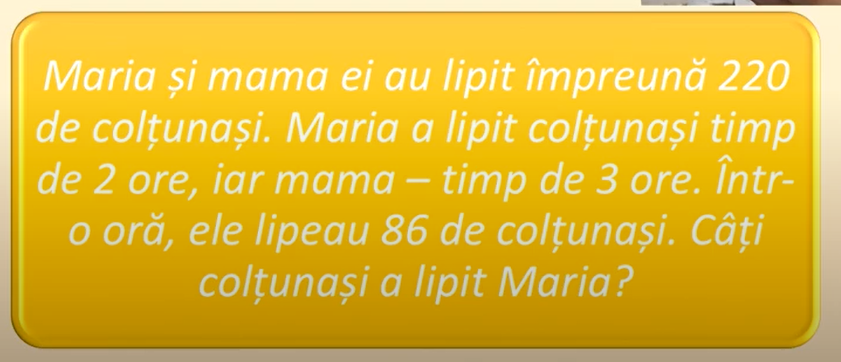 Maria și mama ei au lipit împreună 220
de colțunași. Maria a lipit colțunași timp
de 2 ore, iar mama – timp de 3 ore. Într-
o oră, ele lipeau 86 de colțunași. Câți
colțunași a lipit Maria?